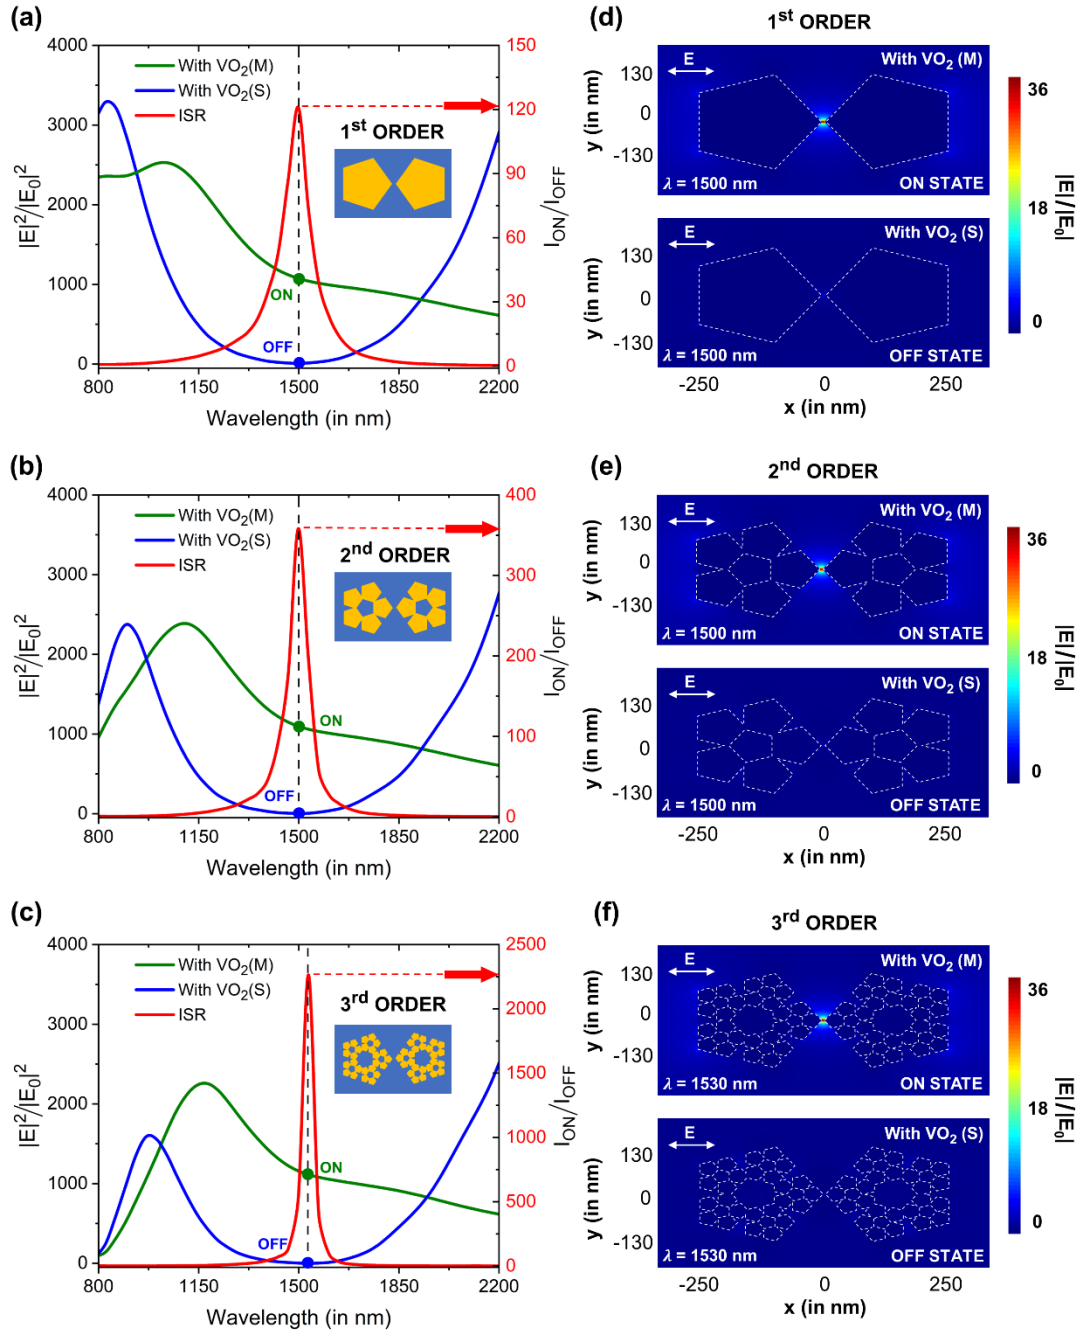 (a)
4000
3000
2000
1000
0
|E|²/|E₀|²
With VO₂(M)
With VO₂(S)
ISR
1st ORDER
ON
OFF
150
120
90
60
30
0
I_ON/I_OFF
800 1150 1500 1850 2200
Wavelength (in nm)
(d)
1st ORDER
E
With VO₂ (M)
130
0
-130
y (in nm)
λ = 1500 nm
ON STATE
E
With VO₂ (S)
130
0
-130
y (in nm)
λ = 1500 nm
OFF STATE
-250 0 250
x (in nm)
36
18
0
|E|/|E₀|
(b)
4000
3000
2000
1000
0
|E|²/|E₀|²
With VO₂(M)
With VO₂(S)
ISR
2nd ORDER
ON
OFF
400
300
200
100
0
I_ON/I_OFF
800 1150 1500 1850 2200
Wavelength (in nm)
(e)
2nd ORDER
E
With VO₂ (M)
130
0
-130
y (in nm)
λ = 1500 nm
ON STATE
E
With VO₂ (S)
130
0
-130
y (in nm)
λ = 1500 nm
OFF STATE
-250 0 250
x (in nm)
36
18
0
|E|/|E₀|
(c)
4000
3000
2000
1000
0
|E|²/|E₀|²
With VO₂(M)
With VO₂(S)
ISR
3rd ORDER
ON
OFF
2500
2000
1500
1000
500
0
I_ON/I_OFF
800 1150 1500 1850 2200
Wavelength (in nm)
(f)
3rd ORDER
E
With VO₂ (M)
130
0
-130
y (in nm)
λ = 1530 nm
ON STATE
E
With VO₂ (S)
130
0
-130
y (in nm)
λ = 1530 nm
OFF STATE
-250 0 250
x (in nm)
36
18
0
|E|/|E₀|